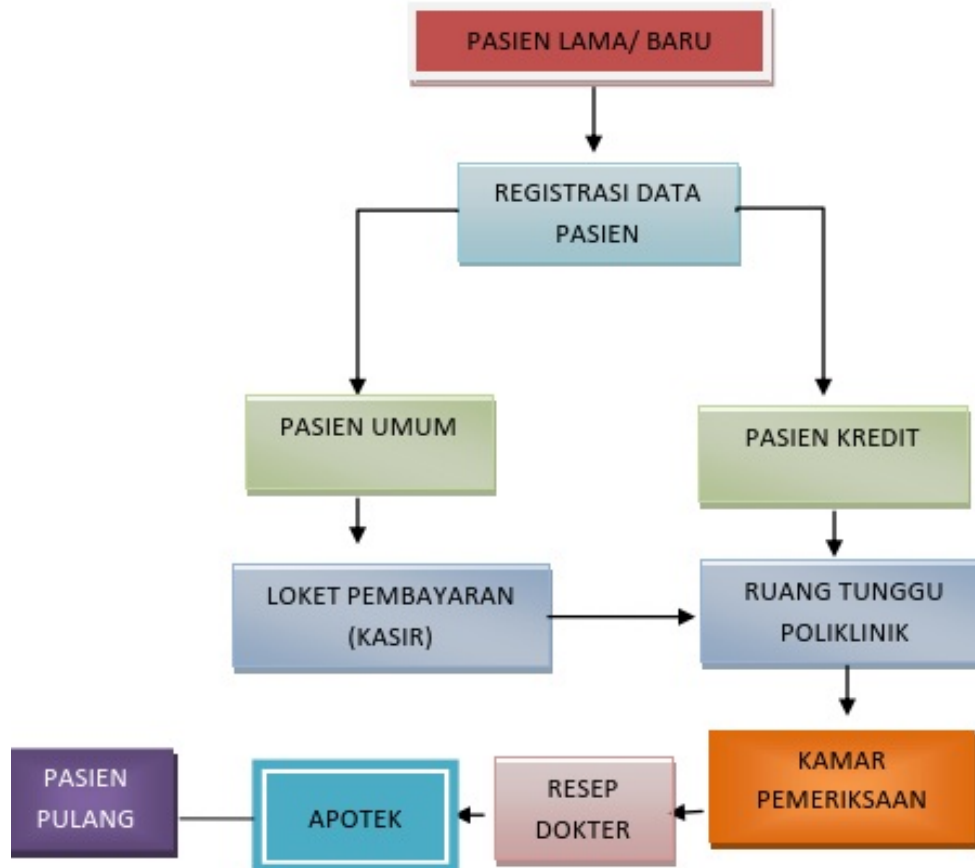 PASIEN LAMA/ BARU
REGISTRASI DATA
PASIEN
PASIEN UMUM
PASIEN KREDIT
LOKET PEMBAYARAN
(KASIR)
RUANG TUNGGU
POLIKLINIK
KAMAR
PEMERIKSAAN
RESEP
DOKTER
APOTEK
PASIEN
PULANG